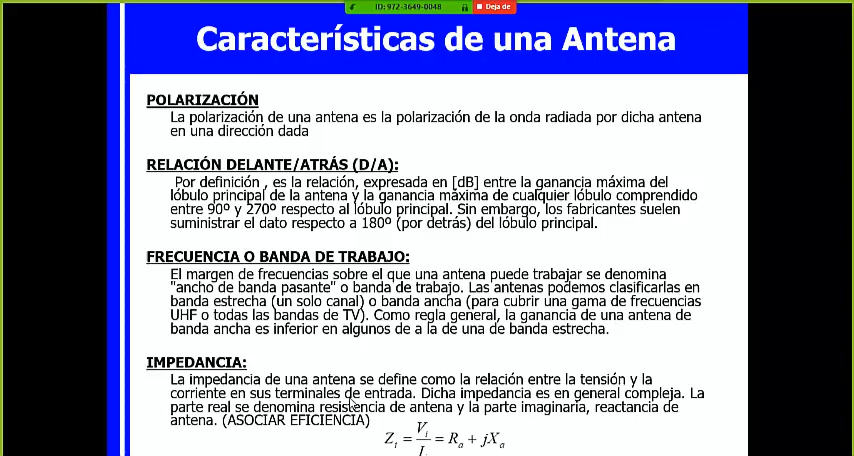 ID: 972-3649-0048 Deja de
Características de una Antena
POLARIZACIÓN
La polarización de una antena es la polarización de la onda radiada por dicha antena
en una dirección dada
RELACIÓN DELANTE/ATRÁS (D/A):
Por definición , es la relación, expresada en [dB] entre la ganancia máxima del
lóbulo principal de la antena y la ganancia máxima de cualquier lóbulo comprendido
entre 90º y 270º respecto al lóbulo principal. Sin embargo, los fabricantes suelen
suministrar el dato respecto a 180º (por detrás) del lóbulo principal.
FRECUENCIA O BANDA DE TRABAJO:
El margen de frecuencias sobre el que una antena puede trabajar se denomina
"ancho de banda pasante" o banda de trabajo. Las antenas podemos clasificarlas en
banda estrecha (un solo canal) o banda ancha (para cubrir una gama de frecuencias
UHF o todas las bandas de TV). Como regla general, la ganancia de una antena de
banda ancha es inferior en algunos de a la de una de banda estrecha.
IMPEDANCIA:
La impedancia de una antena se define como la relación entre la tensión y la
corriente en sus terminales de entrada. Dicha impedancia es en general compleja. La
parte real se denomina resistencia de antena y la parte imaginaria, reactancia de
antena. (ASOCIAR EFICIENCIA)
Z_i = V_i / I = R_a + jX_a